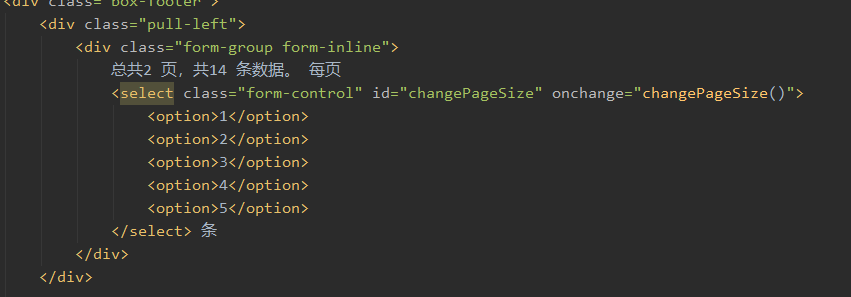 <div class="box-footer">
<div class="pull-left">
<div class="form-group form-inline">
总共2 页，共14 条数据。 每页
<select class="form-control" id="changePageSize" onchange="changePageSize()">
<option>1</option>
<option>2</option>
<option>3</option>
<option>4</option>
<option>5</option>
</select> 条
</div>
</div>